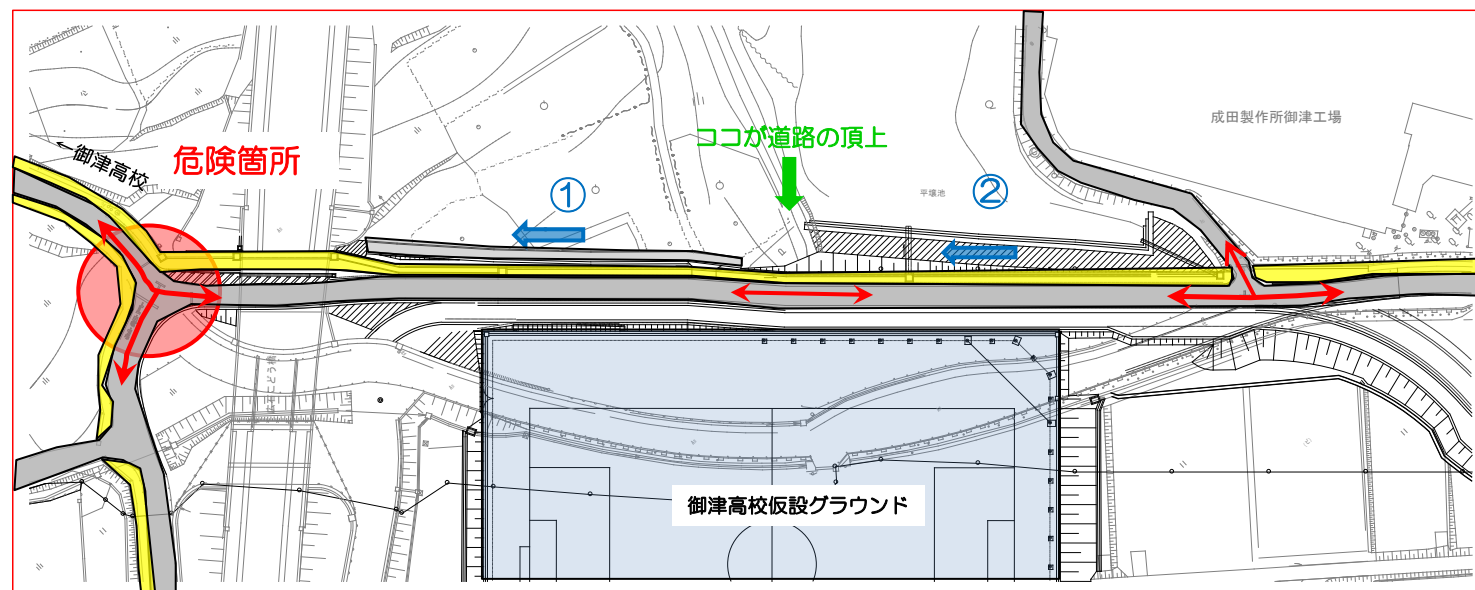 成田製作所御津工場
ココが道路の頂上
←御津高校
危険箇所
①
②
平壌池
御津高校仮設グラウンド